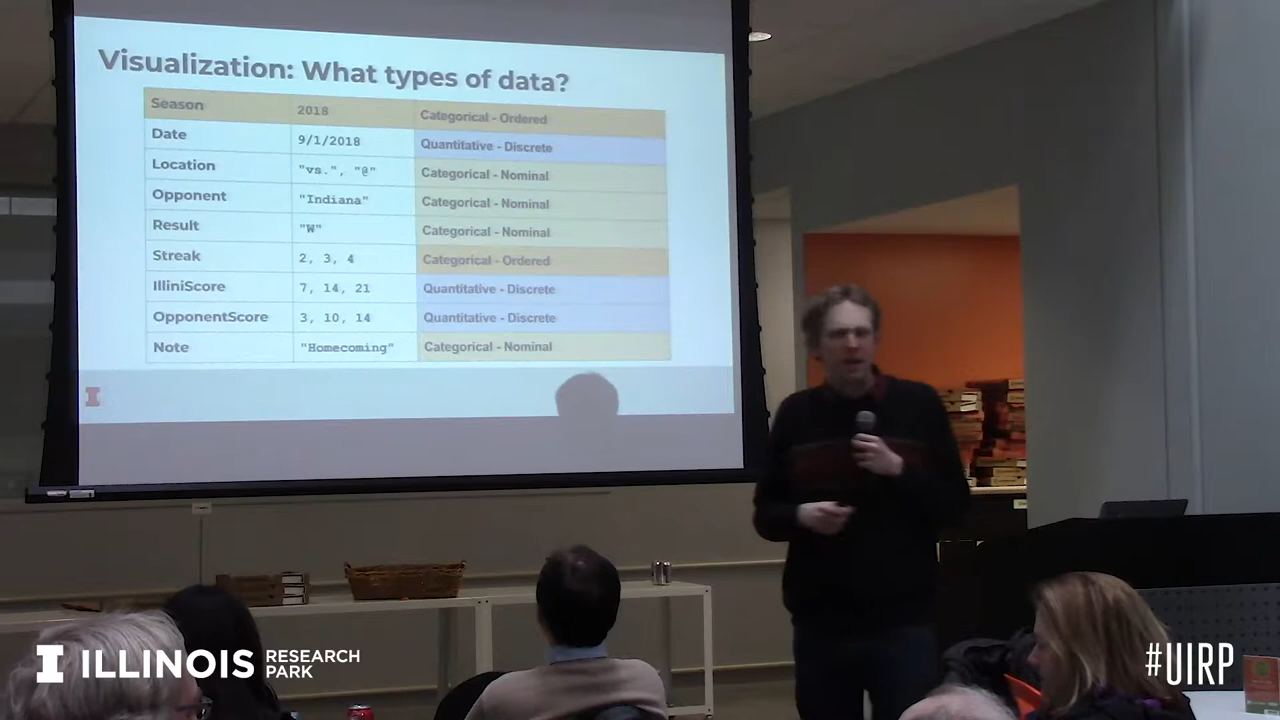 Visualization: What types of data?
Season 2018 Categorical - Ordered
Date 9/1/2018 Quantitative - Discrete
Location "vs.", "@" Categorical - Nominal
Opponent "Indiana" Categorical - Nominal
Result "W" Categorical - Nominal
Streak 2, 3, 4 Categorical - Ordered
IlliniScore 7, 14, 21 Quantitative - Discrete
OpponentScore 3, 10, 14 Quantitative - Discrete
Note "Homecoming" Categorical - Nominal
I
I ILLINOIS RESEARCH PARK
#UIRP